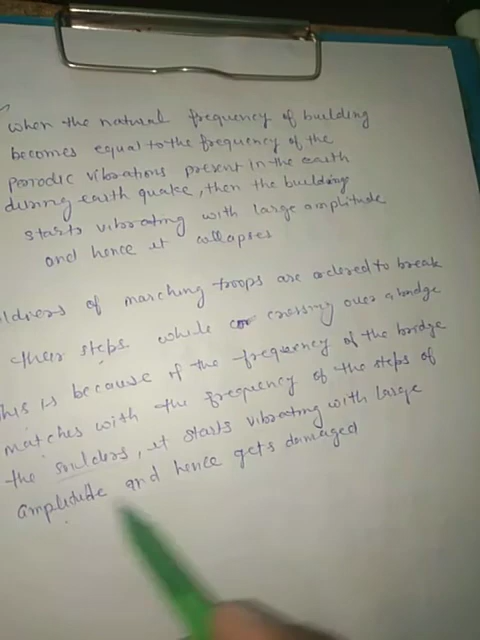 when the natural frequency of building
becomes equal to the frequency of the
Perodic vibrations present in the earth
during earth quake, then the buildings
starts vibrating with large amplitude
and hence it collapses
ldiers of marching troops are ordered to break
their steps while crossing over a bridge
This is because if the frequency of the bridge
matches with the frequency of the steps of
the soulders, it starts vibrating with large
amplitude and hence gets damaged